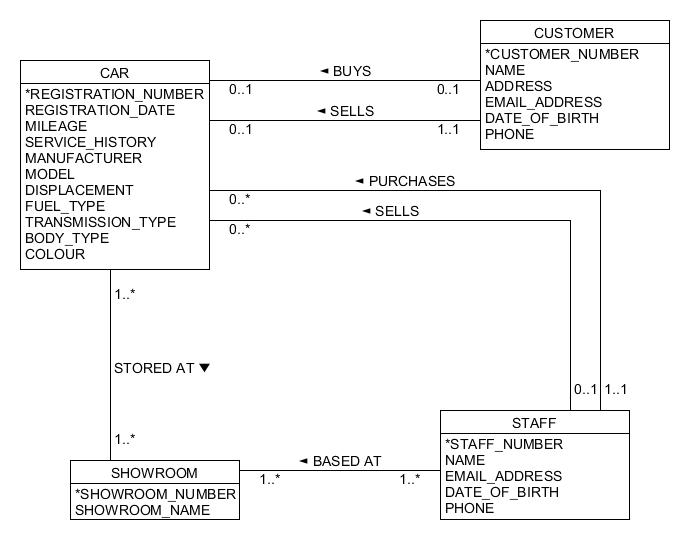 CUSTOMER
*CUSTOMER_NUMBER
NAME
ADDRESS
EMAIL_ADDRESS
DATE_OF_BIRTH
PHONE
CAR
*REGISTRATION_NUMBER
REGISTRATION_DATE
MILEAGE
SERVICE_HISTORY
MANUFACTURER
MODEL
DISPLACEMENT
FUEL_TYPE
TRANSMISSION_TYPE
BODY_TYPE
COLOUR
◄ BUYS
0..1 0..1
◄ SELLS
0..1 1..1
◄ PURCHASES
0..*
◄ SELLS
0..*
1..*
STORED AT ▼
1..*
0..1 1..1
STAFF
*STAFF_NUMBER
NAME
EMAIL_ADDRESS
DATE_OF_BIRTH
PHONE
◄ BASED AT
1..* 1..*
SHOWROOM
*SHOWROOM_NUMBER
SHOWROOM_NAME